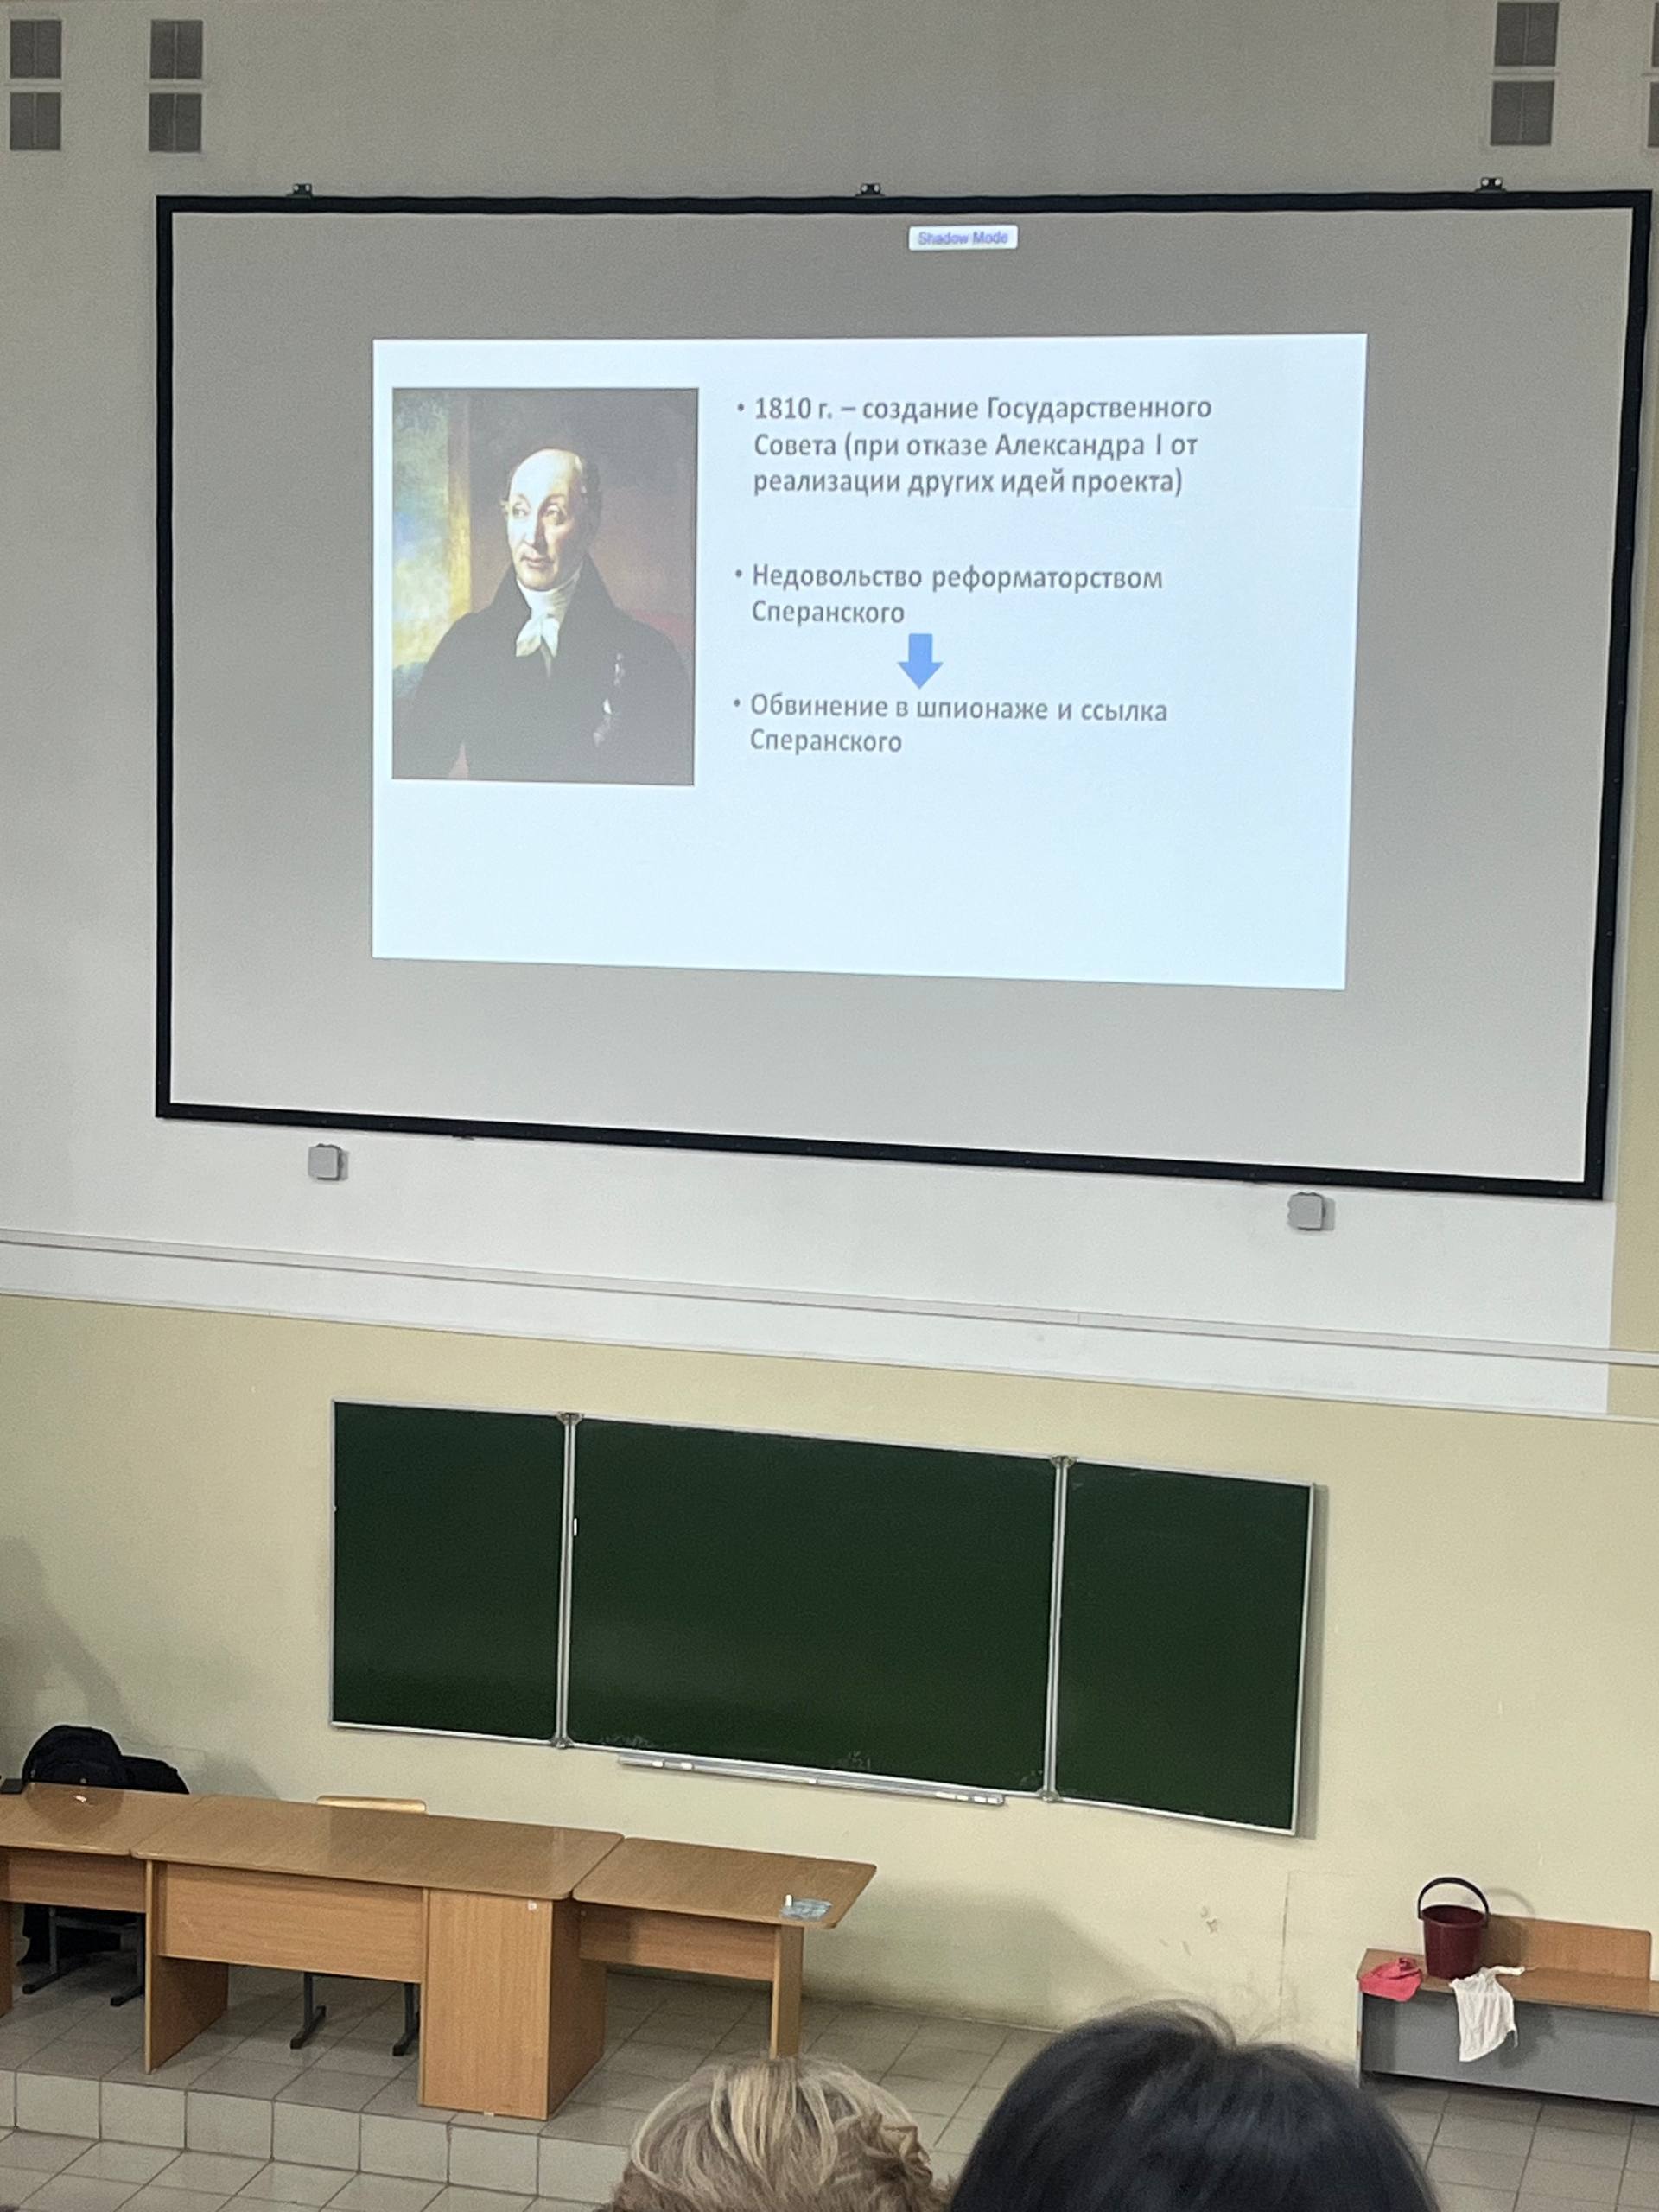 Shadow Mode
• 1810 г. – создание Государственного
Совета (при отказе Александра I от
реализации других идей проекта)
• Недовольство реформаторством
Сперанского
• Обвинение в шпионаже и ссылка
Сперанского